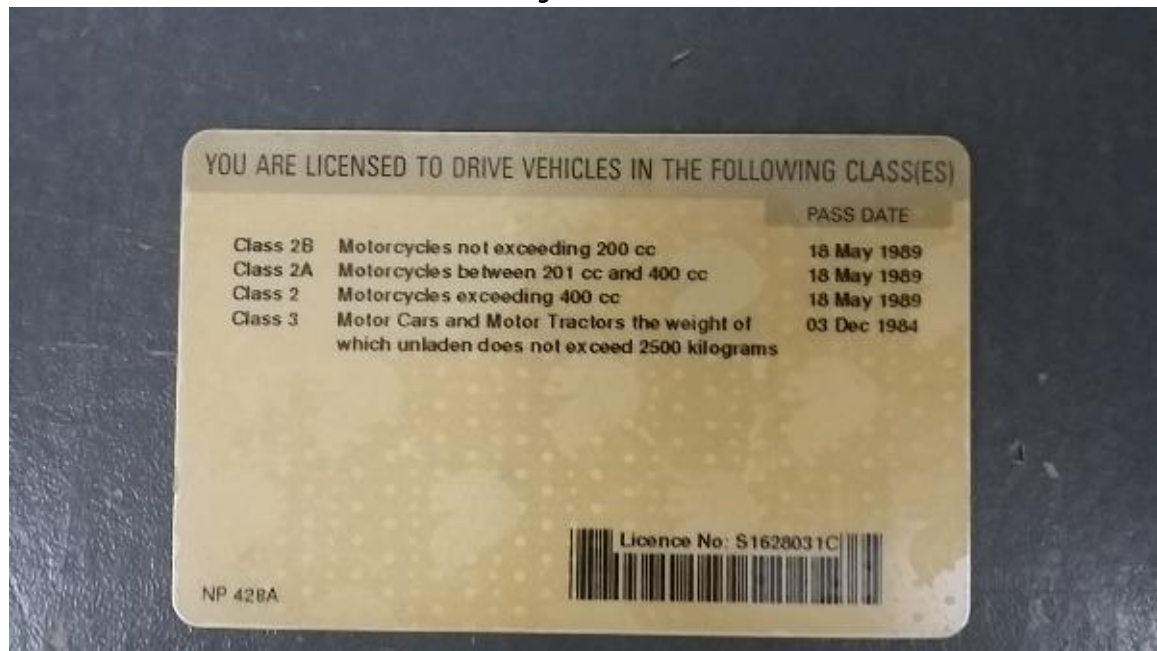 YOU ARE LICENSED TO DRIVE VEHICLES IN THE FOLLOWING CLASS(ES)
PASS DATE
Class 2B Motorcycles not exceeding 200 cc 18 May 1989
Class 2A Motorcycles between 201 cc and 400 cc 18 May 1989
Class 2 Motorcycles exceeding 400 cc 18 May 1989
Class 3 Motor Cars and Motor Tractors the weight of 03 Dec 1984
which unladen does not exceed 2500 kilograms
Licence No: S1628031C
NP 428A